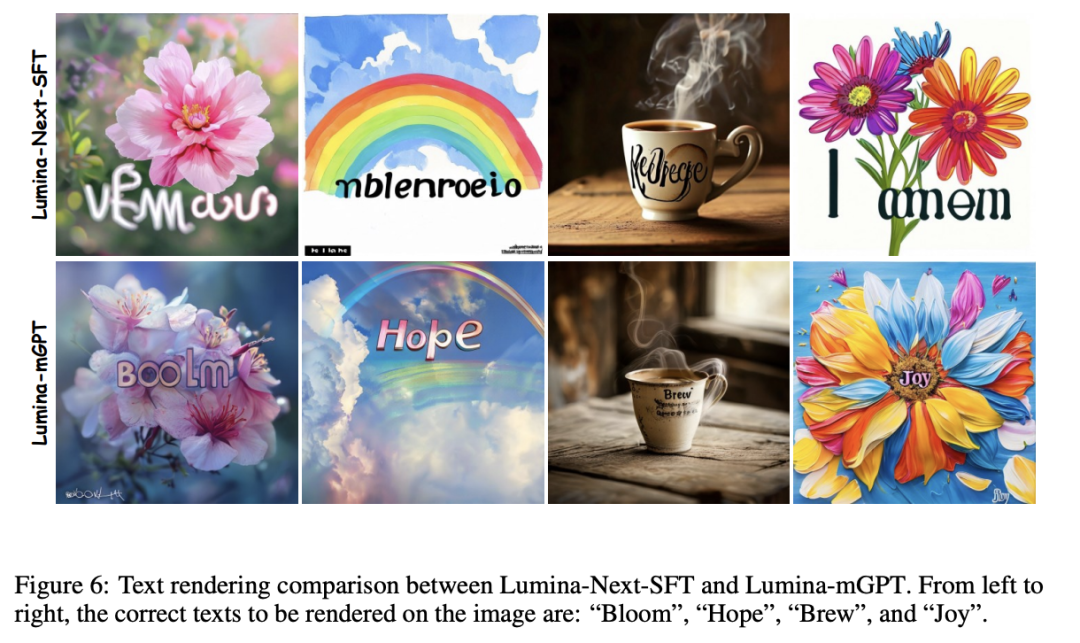 Lumina-Next-SFT
vemmous
nblenroeio
I amom
Lumina-mGPT
Boolm
Hope
Brew
Joy
Figure 6: Text rendering comparison between Lumina-Next-SFT and Lumina-mGPT. From left to
right, the correct texts to be rendered on the image are: “Bloom”, “Hope”, “Brew”, and “Joy”.